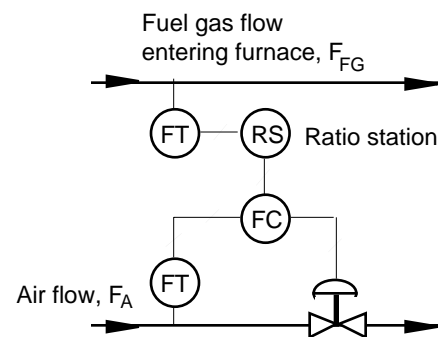 Fuel gas flow
entering furnace, F_FG
FT
RS
Ratio station
FC
FT
Air flow, F_A